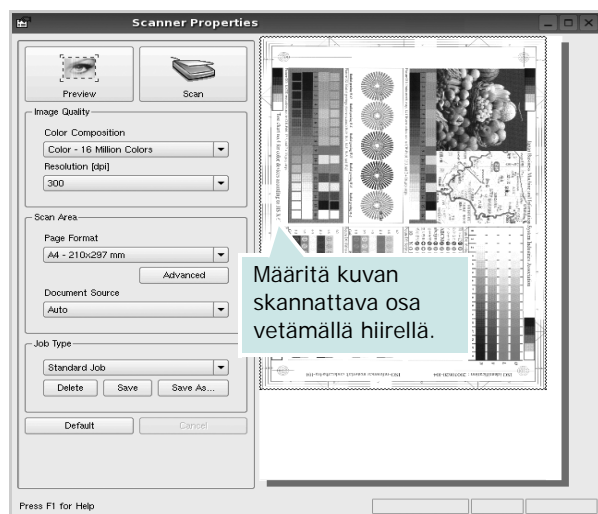 Scanner Properties
Preview
Scan
Image Quality
Color Composition
Color - 16 Million Colors
Resolution [dpi]
300
Scan Area
Page Format
A4 - 210x297 mm
Advanced
Document Source
Auto
Job Type
Standard Job
Delete
Save
Save As...
Default
Cancel
Press F1 for Help
Määritä kuvan
skannattava osa
vetämällä hiirellä.